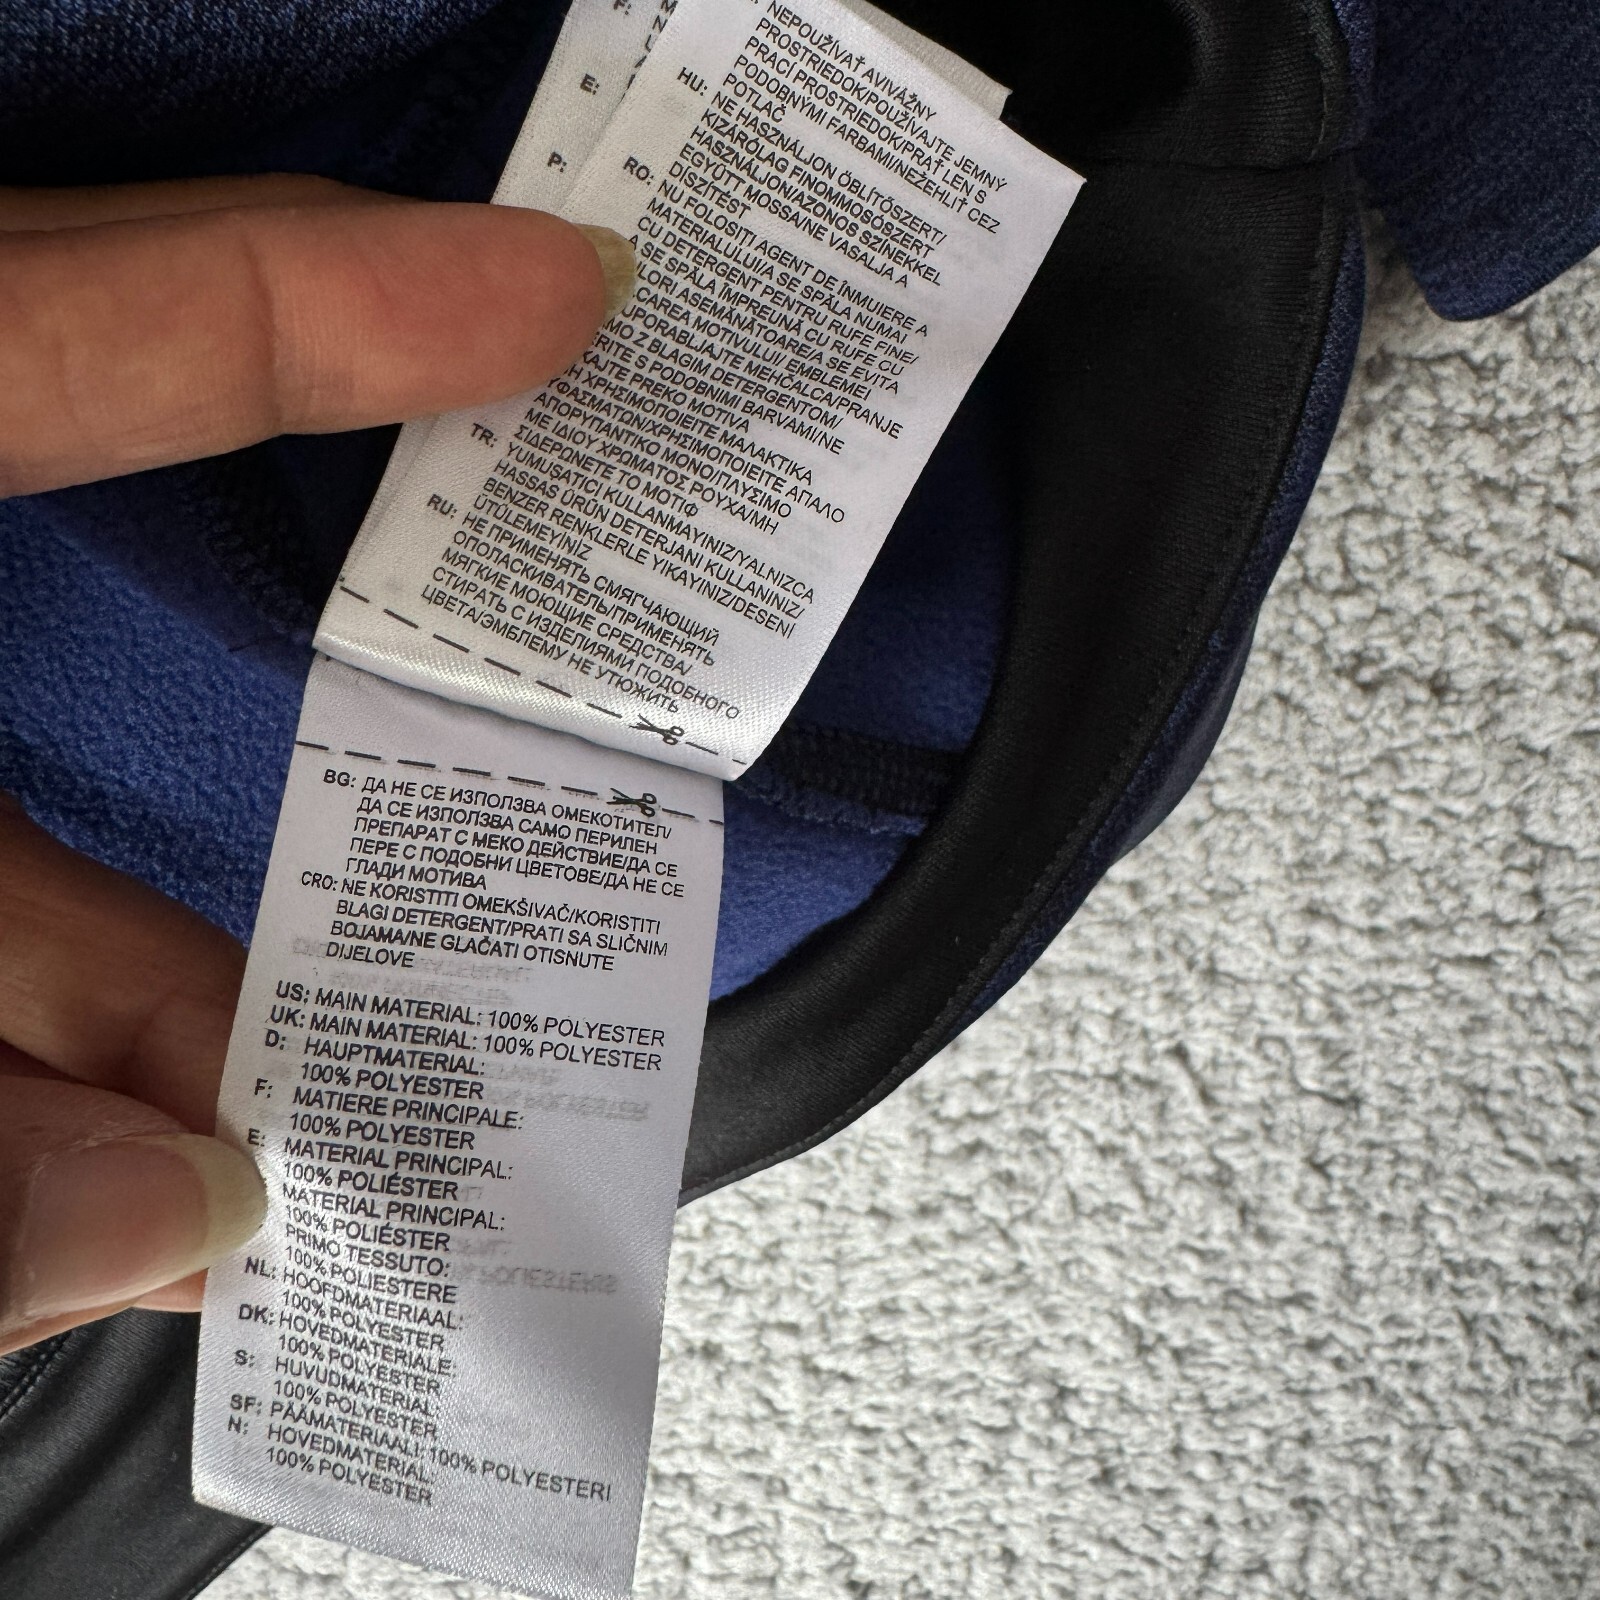 F:
E:
P:
NEPOUŽÍVAŤ AVIVÁŽNY
PROSTRIEDOK/POUŽÍVAJTE JEMNÝ
PRACÍ PROSTRIEDOK/PRAŤ LEN S
PODOBNÝMI FARBAMI/NEŽEHLIŤ CEZ
POTLAČ
HU: NE HASZNÁLJON ÖBLÍTŐSZERT/
KIZÁRÓLAG FINOMMOSÓSZERT
HASZNÁLJON/AZONOS SZÍNEKKEL
EGYÜTT MOSSA/NE VASALJA A
DÍSZÍTÉST
RO: NU FOLOSITI AGENT DE ÎNMUIERE A
MATERIALULUI/A SE SPĂLA NUMAI
CU DETERGENT PENTRU RUFE FINE/
A SE SPĂLA ÎMPREUNĂ CU RUFE CU
LORI ASEMĂNĂTOARE/A SE EVITA
CAREA MOTIVULUI/ EMBLEMEI
UPORABLJAJTE MEHČALCA/PRANJE
MO Z BLAGIM DETERGENTOM/
ERITE S PODOBNIMI BARVAMI/NE
KAJTE PREKO MOTIVA
ΧΡΗΣΙΜΟΠΟΙΕΙΤΕ ΜΑΛΑΚΤΙΚΑ
ΥΦΑΣΜΑΤΩΝ/ΧΡΗΣΙΜΟΠΟΙΕΙΤΕ ΑΠΑΛΟ
ΑΠΟΡΥΠΑΝΤΙΚΟ ΜΟΝΟ/ΠΛΥΣΙΜΟ
ΜΕ ΙΔΙΟΥ ΧΡΩΜΑΤΟΣ ΡΟΥΧΑ/ΜΗ
ΣΙΔΕΡΩΝΕΤΕ ΤΟ ΜΟΤΙΦ
TR: YUMUŞATICI KULLANMAYINIZ/YALNIZCA
HASSAS ÜRÜN DETERJANI KULLANINIZ/
BENZER RENKLERLE YIKAYINIZ/DESENİ
ÜTÜLEMEYİNİZ
RU: НЕ ПРИМЕНЯТЬ СМЯГЧАЮЩИЙ
ОПОЛАСКИВАТЕЛЬ/ПРИМЕНЯТЬ
МЯГКИЕ МОЮЩИЕ СРЕДСТВА/
СТИРАТЬ С ИЗДЕЛИЯМИ ПОДОБНОГО
ЦВЕТА/ЭМБЛЕМУ НЕ УТЮЖИТЬ
BG: ДА НЕ СЕ ИЗПОЛЗВА ОМЕКОТИТЕЛ/
ДА СЕ ИЗПОЛЗВА САМО ПЕРИЛЕН
ПРЕПАРАТ С МЕКО ДЕЙСТВИЕ/ДА СЕ
ПЕРЕ С ПОДОБНИ ЦВЕТОВЕ/ДА НЕ СЕ
ГЛАДИ МОТИВА
CRO: NE KORISTITI OMEKŠIVAČ/KORISTITI
BLAGI DETERGENT/PRATI SA SLIČNIM
BOJAMA/NE GLAČATI OTISNUTE
DIJELOVE
US: MAIN MATERIAL: 100% POLYESTER
UK: MAIN MATERIAL: 100% POLYESTER
D: HAUPTMATERIAL:
100% POLYESTER
F: MATIERE PRINCIPALE:
100% POLYESTER
E: MATERIAL PRINCIPAL:
100% POLIÉSTER
MATERIAL PRINCIPAL:
100% POLIÉSTER
PRIMO TESSUTO:
100% POLIESTERE
NL: HOOFDMATERIAAL:
100% POLYESTER
DK: HOVEDMATERIALE:
100% POLYESTER
S: HUVUDMATERIAL:
100% POLYESTER
SF: PÄÄMATERIAALI: 100% POLYESTERI
N: HOVEDMATERIAL:
100% POLYESTER